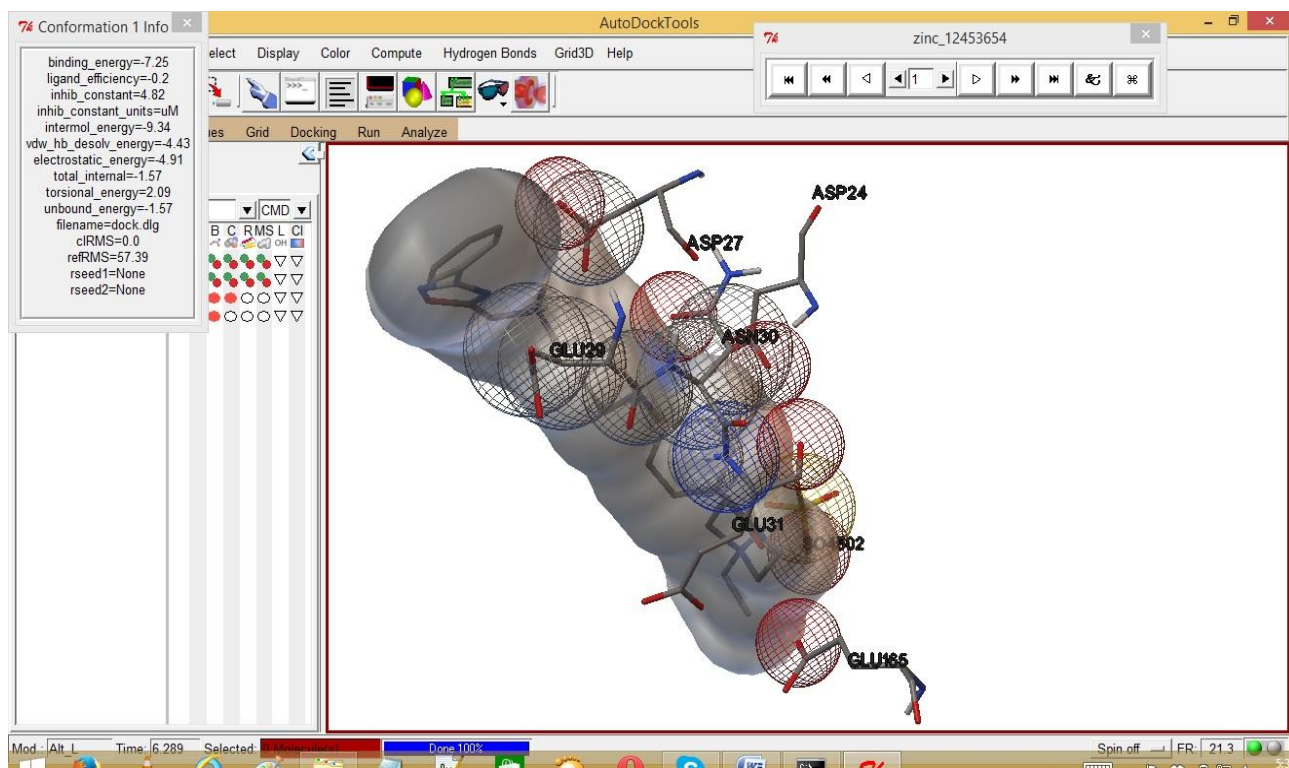 Conformation 1 Info
binding_energy=-7.25
ligand_efficiency=-0.2
inhib_constant=4.82
inhib_constant_units=uM
intermol_energy=-9.34
vdw_hb_desolv_energy=-4.43
electrostatic_energy=-4.91
total_internal=-1.57
torsional_energy=2.09
unbound_energy=-1.57
filename=dock.dlg
clRMS=0.0
refRMS=57.39
rseed1=None
rseed2=None
AutoDockTools
zinc_12453654
1
elect Display Color Compute Hydrogen Bonds Grid3D Help
ues Grid Docking Run Analyze
CMD
B C R MS L Cl
ASP24
ASP27
ASN30
GLU29
GLU31
GLU165
Mod.: Alt_L Time: 6.289 Selected: Done 100% Spin off FR: 21.3